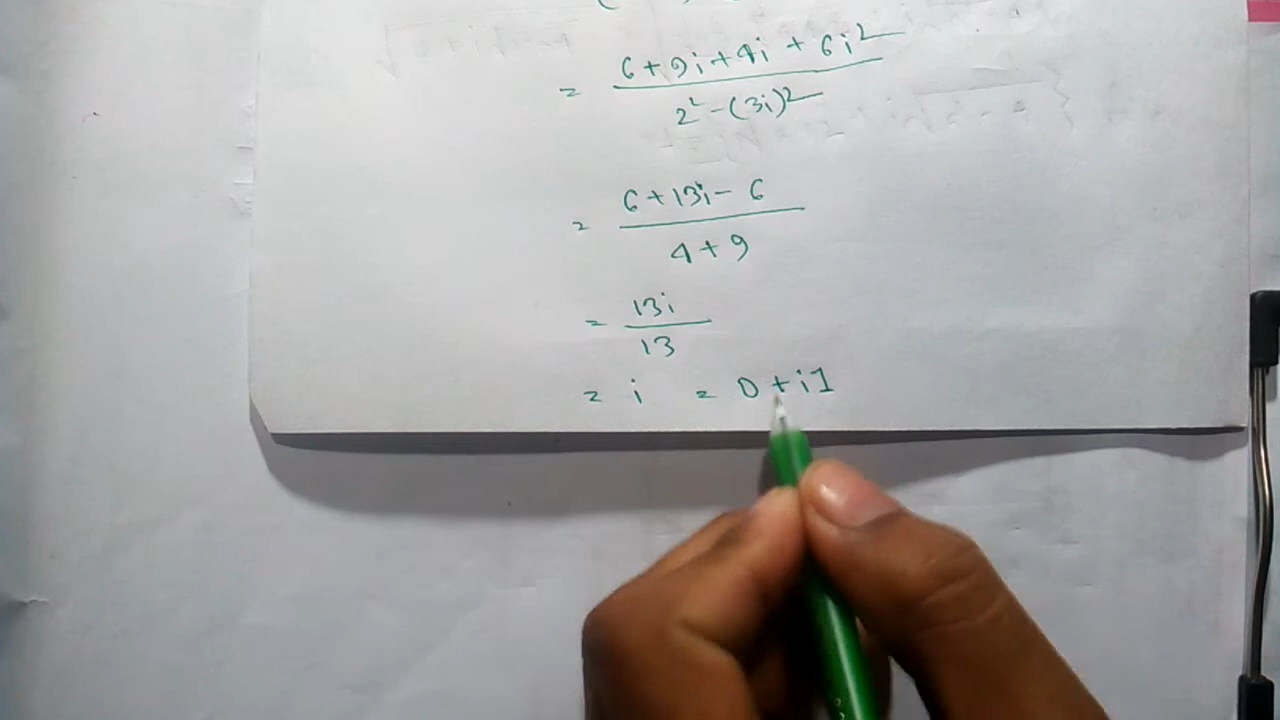 = 6 + 9i + 4i + 6i²
2² - (3i)²
= 6 + 13i - 6
4 + 9
= 13i
13
= i = 0 + i1